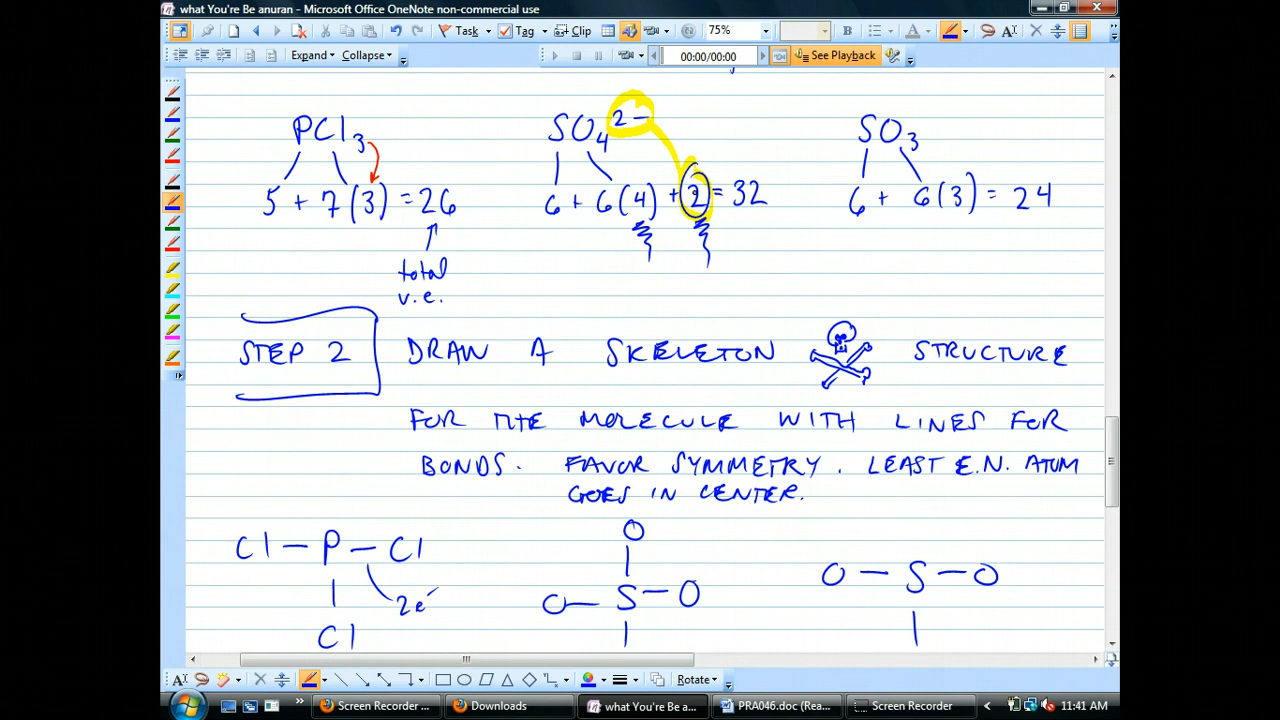 what You're Be anuran - Microsoft Office OneNote non-commercial use
Task Tag Clip 75%
Expand Collapse 00:00/00:00 See Playback
PCl₃ SO₄²⁻ SO₃
5 + 7(3) = 26 6 + 6(4) + 2 = 32 6 + 6(3) = 24
total
v.e.
STEP 2 DRAW A SKELETON STRUCTURE
FOR THE MOLECULE WITH LINES FOR
BONDS. FAVOR SYMMETRY. LEAST E.N. ATOM
GOES IN CENTER.
O
Cl — P — Cl O — S — O O — S — O
2e⁻
Cl
Rotate
Screen Recorder ... Downloads what You're Be a... PRA046.doc (Rea... Screen Recorder 11:41 AM